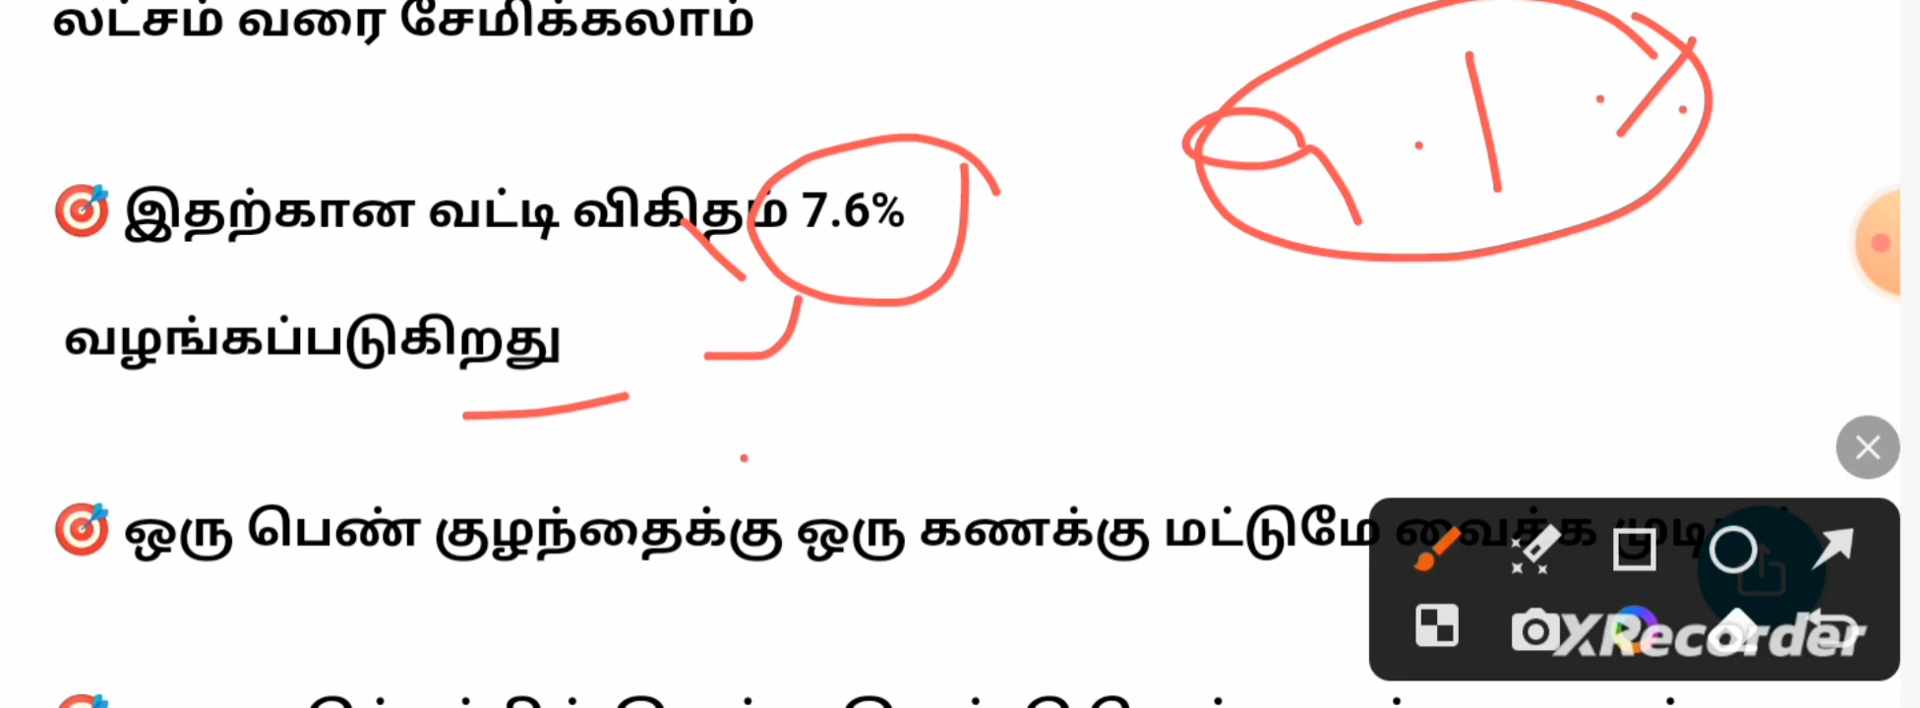 லட்சம் வரை சேமிக்கலாம்
இதற்கான வட்டி விகிதம் 7.6%
வழங்கப்படுகிறது
ஒரு பெண் குழந்தைக்கு ஒரு கணக்கு மட்டுமே வைக்க
XRecorder